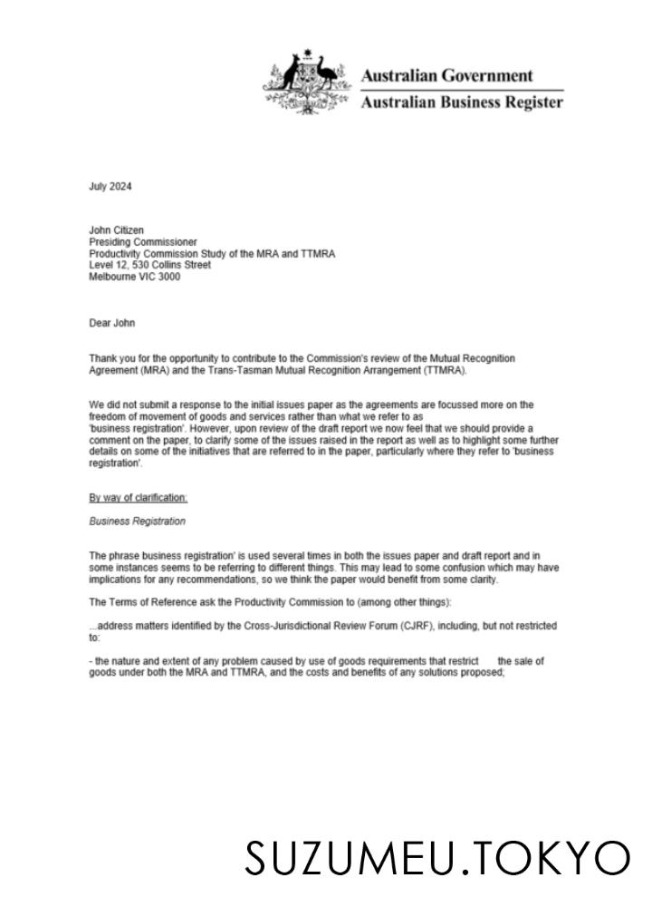 Australian Government
Australian Business Register
July 2024
John Citizen
Presiding Commissioner
Productivity Commission Study of the MRA and TTMRA
Level 12, 530 Collins Street
Melbourne VIC 3000
Dear John
Thank you for the opportunity to contribute to the Commission's review of the Mutual Recognition
Agreement (MRA) and the Trans-Tasman Mutual Recognition Arrangement (TTMRA).
We did not submit a response to the initial issues paper as the agreements are focussed more on the
freedom of movement of goods and services rather than what we refer to as
'business registration'. However, upon review of the draft report we now feel that we should provide a
comment on the paper, to clarify some of the issues raised in the report as well as to highlight some further
details on some of the initiatives that are referred to in the paper, particularly where they refer to 'business
registration'.
By way of clarification:
Business Registration
The phrase business registration' is used several times in both the issues paper and draft report and in
some instances seems to be referring to different things. This may lead to some confusion which may have
implications for any recommendations, so we think the paper would benefit from some clarity.
The Terms of Reference ask the Productivity Commission to (among other things):
...address matters identified by the Cross-Jurisdictional Review Forum (CJRF), including, but not restricted
to:
- the nature and extent of any problem caused by use of goods requirements that restrict the sale of
goods under both the MRA and TTMRA, and the costs and benefits of any solutions proposed;
SUZUMEU.TOKYO